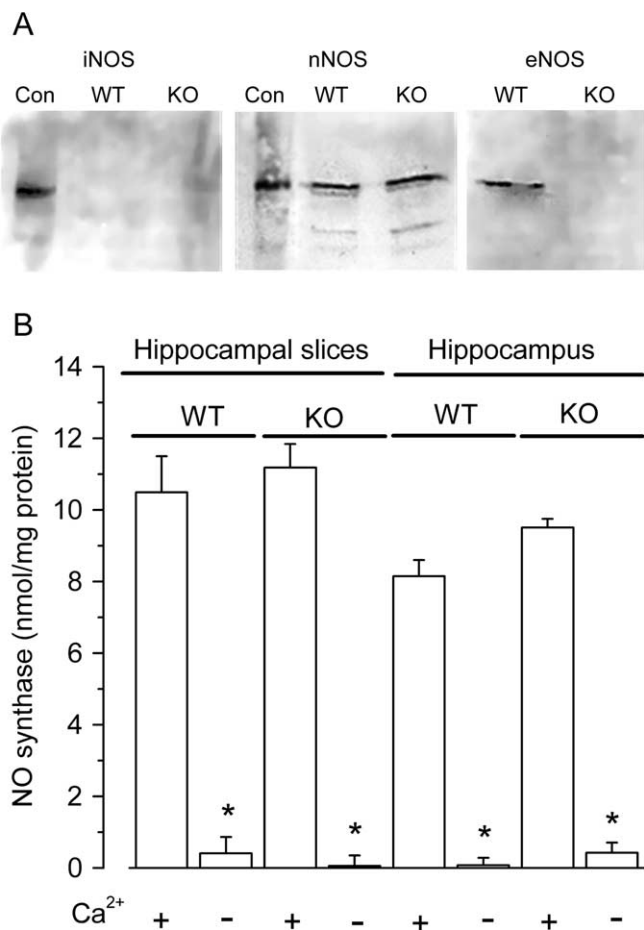 A
iNOS nNOS eNOS
Con WT KO Con WT KO WT KO
B
Hippocampal slices Hippocampus
WT KO WT KO
NO synthase (nmol/mg protein)
14
12
10
8
6
4
2
0
* * * *
Ca²⁺ + - + - + - + -